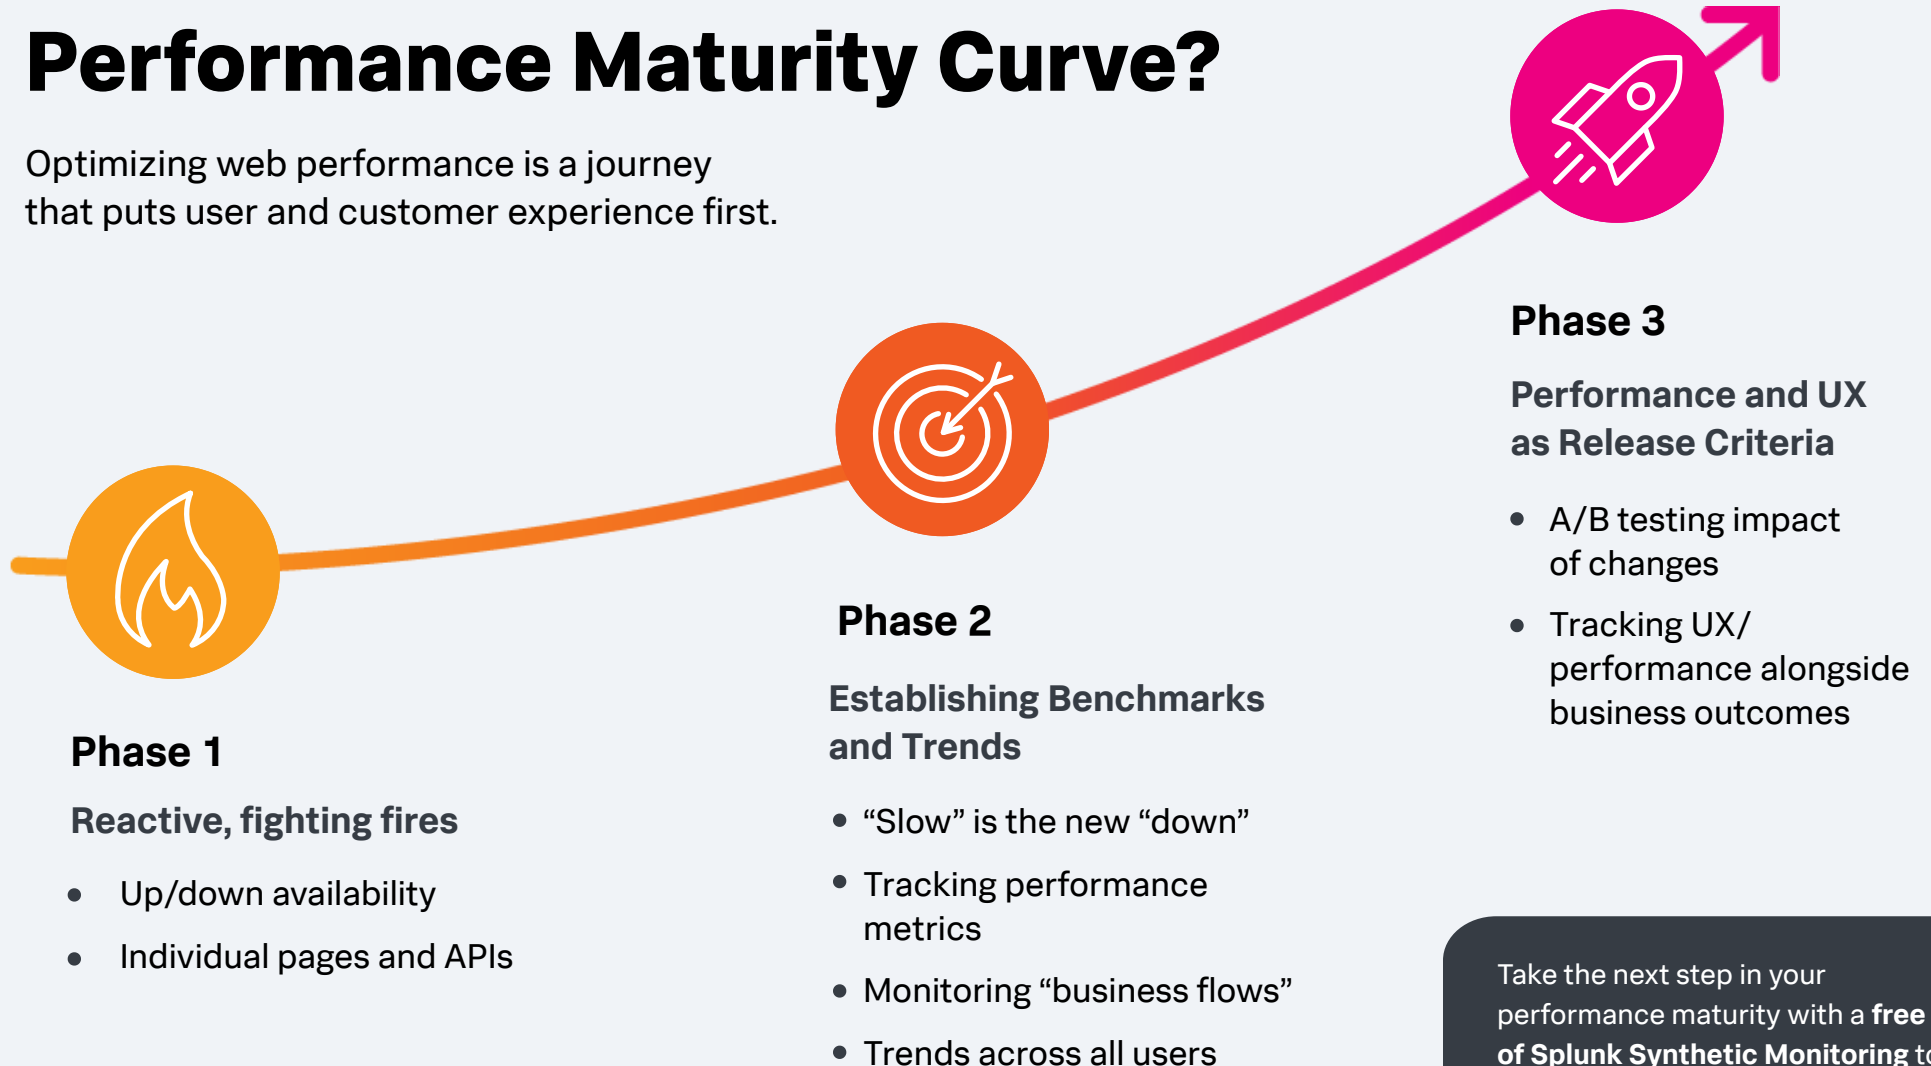 Performance Maturity Curve?
Optimizing web performance is a journey
that puts user and customer experience first.
Phase 1
Reactive, fighting fires
• Up/down availability
• Individual pages and APIs
Phase 2
Establishing Benchmarks
and Trends
• “Slow” is the new “down”
• Tracking performance
metrics
• Monitoring “business flows”
• Trends across all users
Phase 3
Performance and UX
as Release Criteria
• A/B testing impact
of changes
• Tracking UX/
performance alongside
business outcomes
Take the next step in your
performance maturity with a free
of Splunk Synthetic Monitoring to